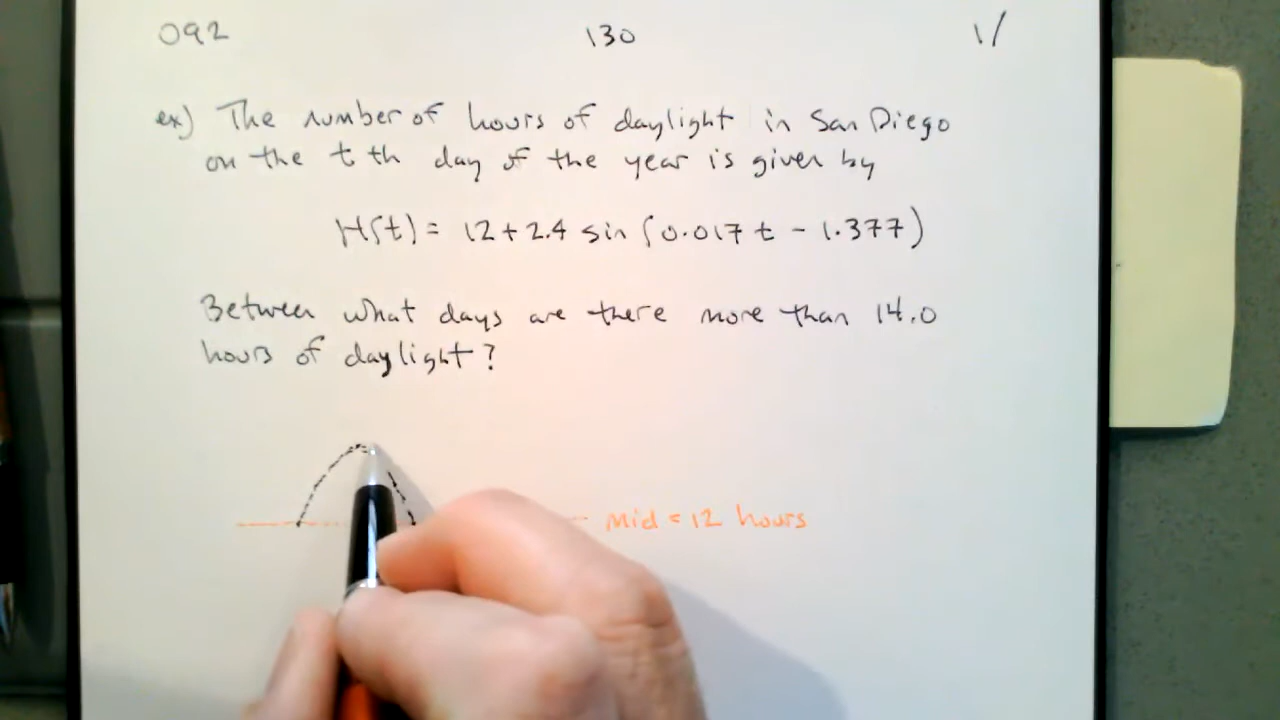 092 130 1/
ex) The number of hours of daylight in San Diego
on the t th day of the year is given by
H(t) = 12 + 2.4 sin (0.017 t - 1.377)
Between what days are there more than 14.0
hours of daylight?
Mid = 12 hours